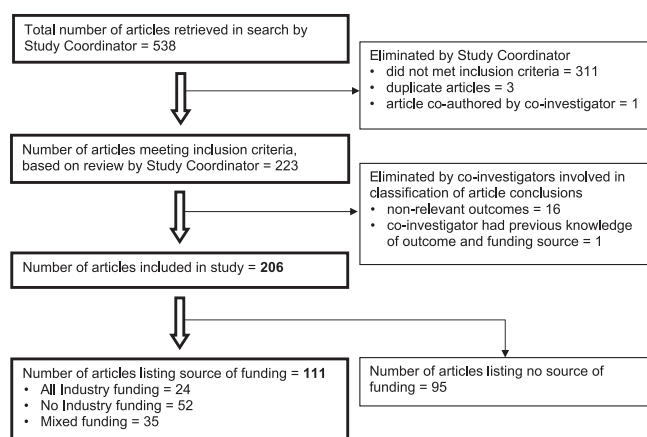 Total number of articles retrieved in search by
Study Coordinator = 538
Eliminated by Study Coordinator
• did not met inclusion criteria = 311
• duplicate articles = 3
• article co-authored by co-investigator = 1
Number of articles meeting inclusion criteria,
based on review by Study Coordinator = 223
Eliminated by co-investigators involved in
classification of article conclusions
• non-relevant outcomes = 16
• co-investigator had previous knowledge
of outcome and funding source = 1
Number of articles included in study = 206
Number of articles listing source of funding = 111
• All Industry funding = 24
• No Industry funding = 52
• Mixed funding = 35
Number of articles listing no source of
funding = 95